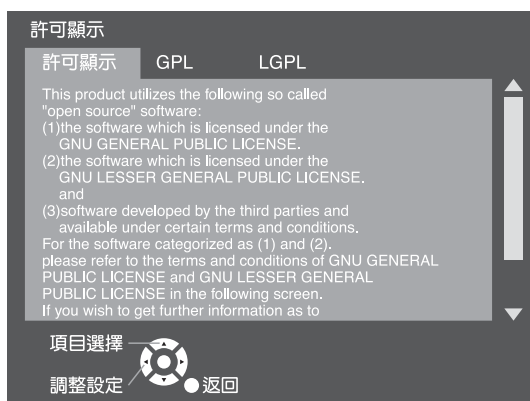 許可顯示
許可顯示 GPL LGPL
This product utilizes the following so called
"open source" software:
(1)the software which is licensed under the
GNU GENERAL PUBLIC LICENSE.
(2)the software which is licensed under the
GNU LESSER GENERAL PUBLIC LICENSE.
and
(3)software developed by the third parties and
available under certain terms and conditions.
For the software categorized as (1) and (2).
please refer to the terms and conditions of GNU GENERAL
PUBLIC LICENSE and GNU LESSER GENERAL
PUBLIC LICENSE in the following screen.
If you wish to get further information as to
項目選擇
調整設定
返回